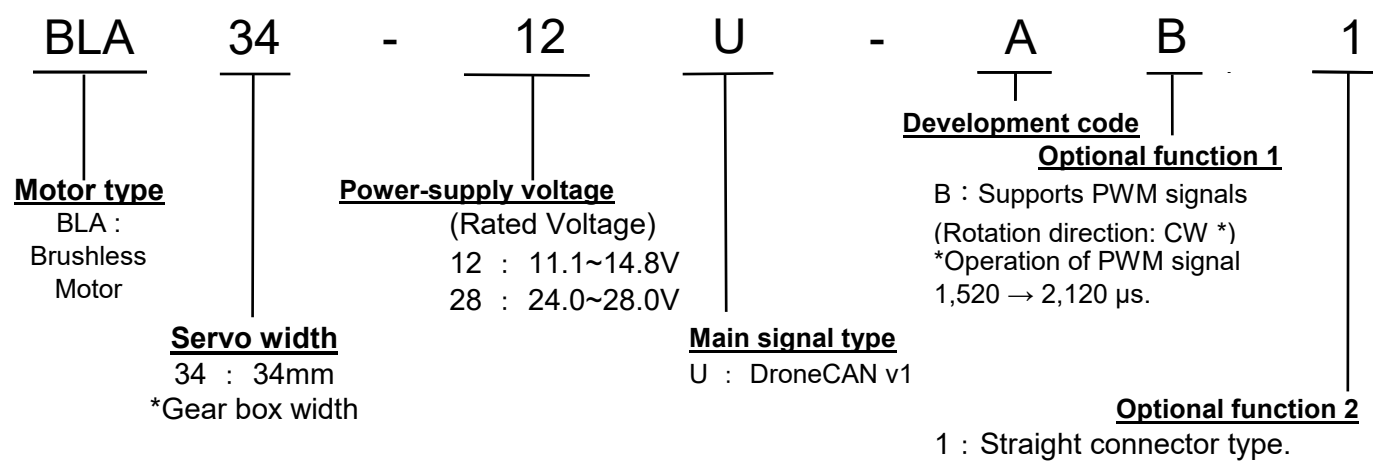 BLA 34 - 12 U - A B 1
Development code
Optional function 1
B：Supports PWM signals
(Rotation direction: CW *)
*Operation of PWM signal
1,520 → 2,120 µs.
Motor type
BLA :
Brushless
Motor
Power-supply voltage
(Rated Voltage)
12 : 11.1~14.8V
28 : 24.0~28.0V
Servo width
34 : 34mm
*Gear box width
Main signal type
U : DroneCAN v1
Optional function 2
1 : Straight connector type.